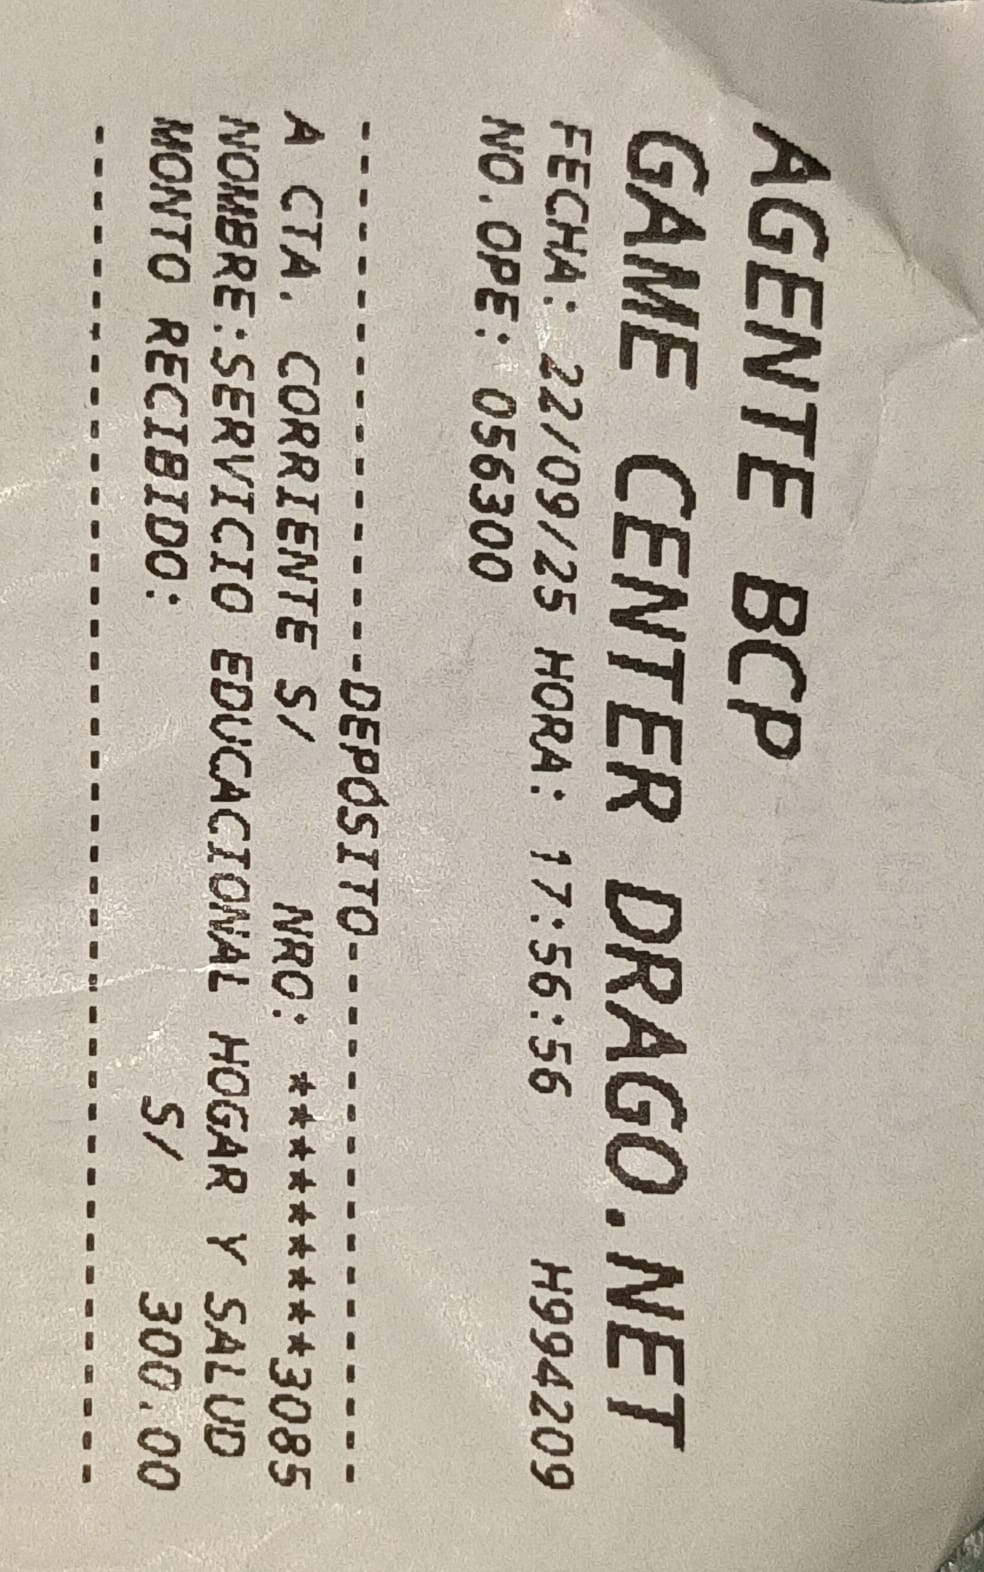 AGENTE BCP
GAME CENTER DRAGO.NET
FECHA: 22/09/25 HORA: 17:56:56 H994209
NO.OPE: 056300
--------------------DEPÓSITO--------------------
A CTA. CORRIENTE S/ NRO: *********3085
NOMBRE:SERVICIO EDUCACIONAL HOGAR Y SALUD
MONTO RECIBIDO: S/ 300.00
------------------------------------------------